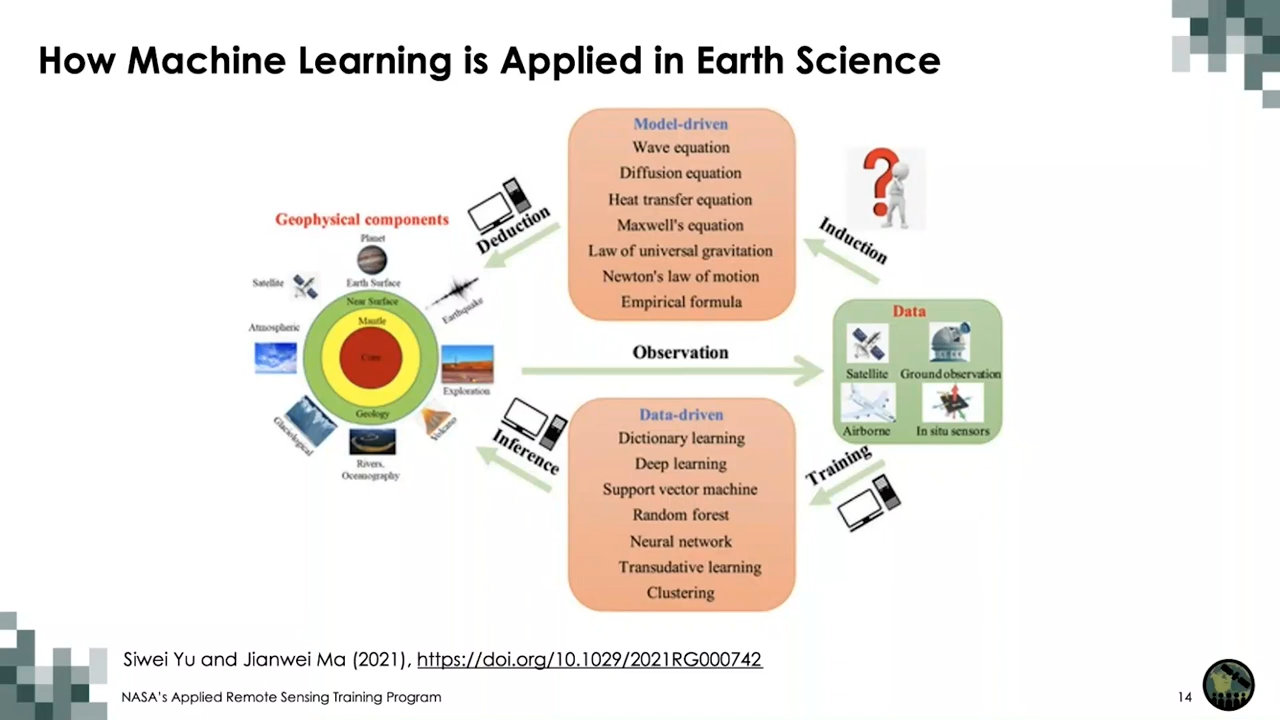 How Machine Learning is Applied in Earth Science
Geophysical components
Planet
Satellite
Earth Surface
Near Surface
Earthquake
Atmospheric
Mantle
Core
Exploration
Geology
Volcano
Glaciological
Rivers,
Oceanography
Deduction
Model-driven
Wave equation
Diffusion equation
Heat transfer equation
Maxwell's equation
Law of universal gravitation
Newton's law of motion
Empirical formula
?
Induction
Observation
Data
Satellite
Ground observation
Airborne
In situ sensors
Inference
Data-driven
Dictionary learning
Deep learning
Support vector machine
Random forest
Neural network
Transudative learning
Clustering
Training
Siwei Yu and Jianwei Ma (2021), https://doi.org/10.1029/2021RG000742
NASA's Applied Remote Sensing Training Program
14